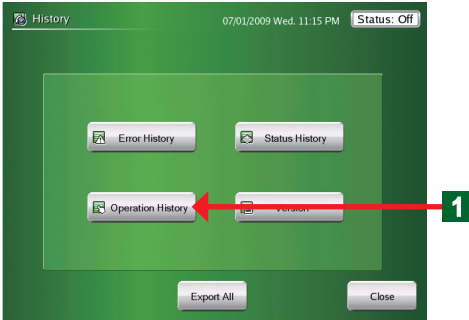 History 07/01/2009 Wed. 11:15 PM Status: Off
Error History Status History
Operation History Version
1
Export All Close